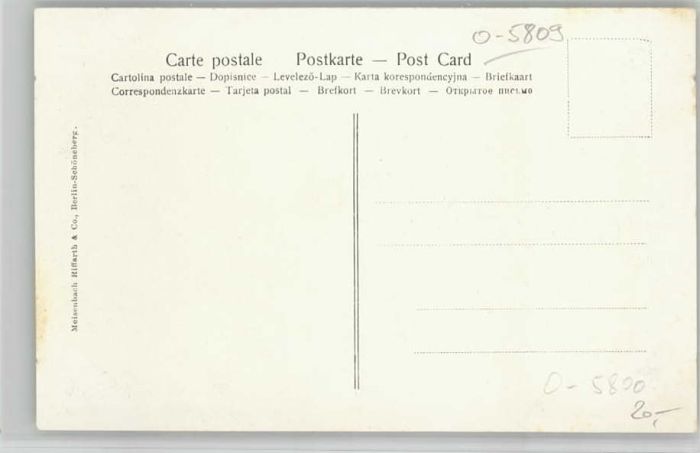 O-5809
Carte postale Postkarte — Post Card
Cartolina postale — Dopisnice — Levelező-Lap — Karta korespondencyjna — Briefkaart
Correspondenzkarte — Tarjeta postal — Brefkort — Brevkort — Открытое письмо
Meisenbach Riffarth & Co., Berlin-Schöneberg.
O-5800
20,-